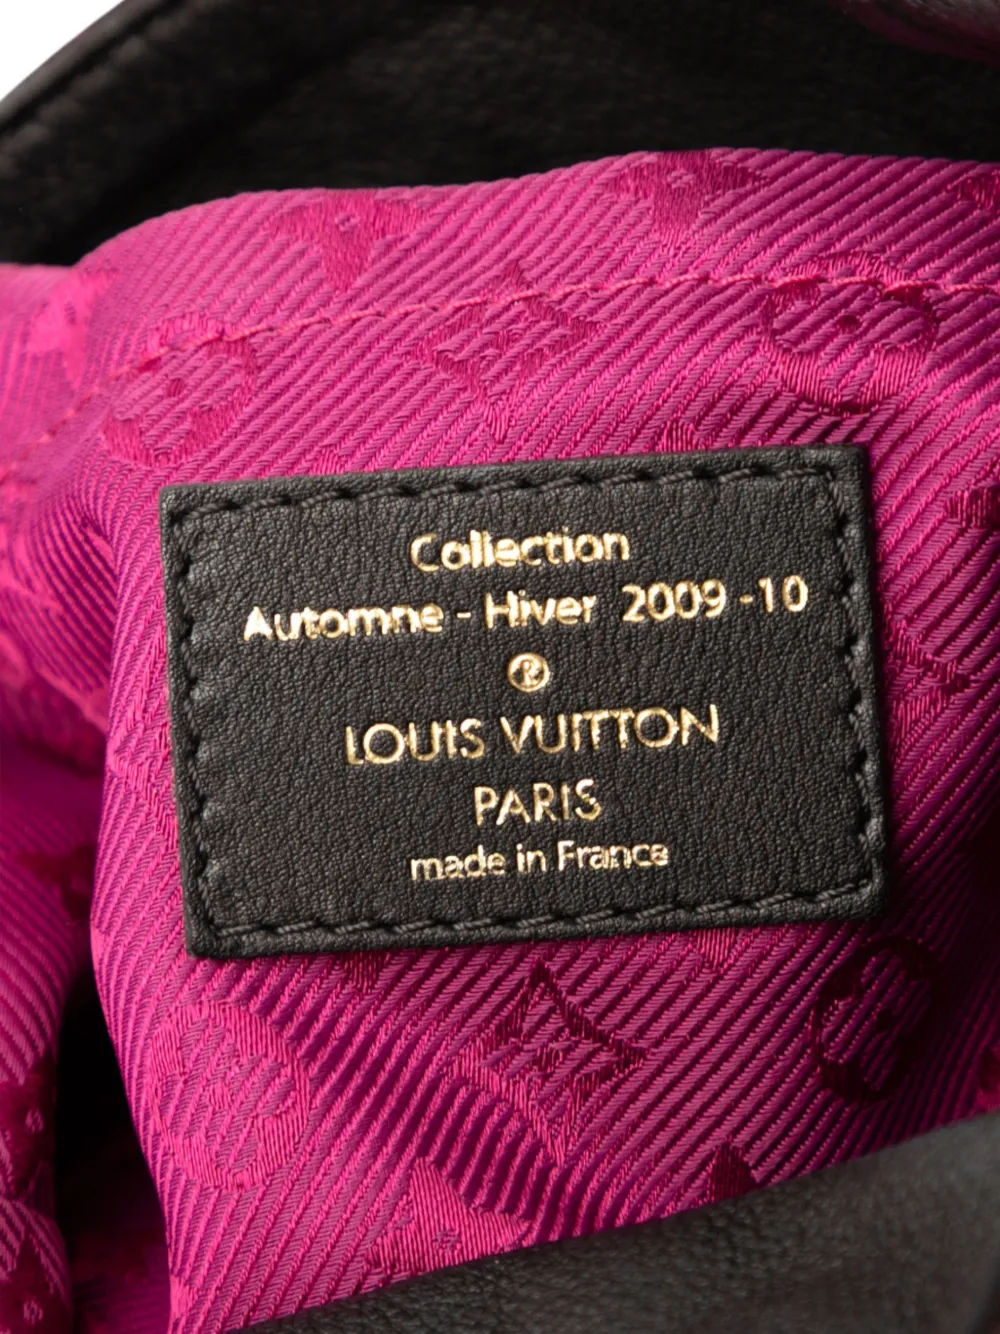 Collection
Automne - Hiver 2009 -10
®
LOUIS VUITTON
PARIS
made in France